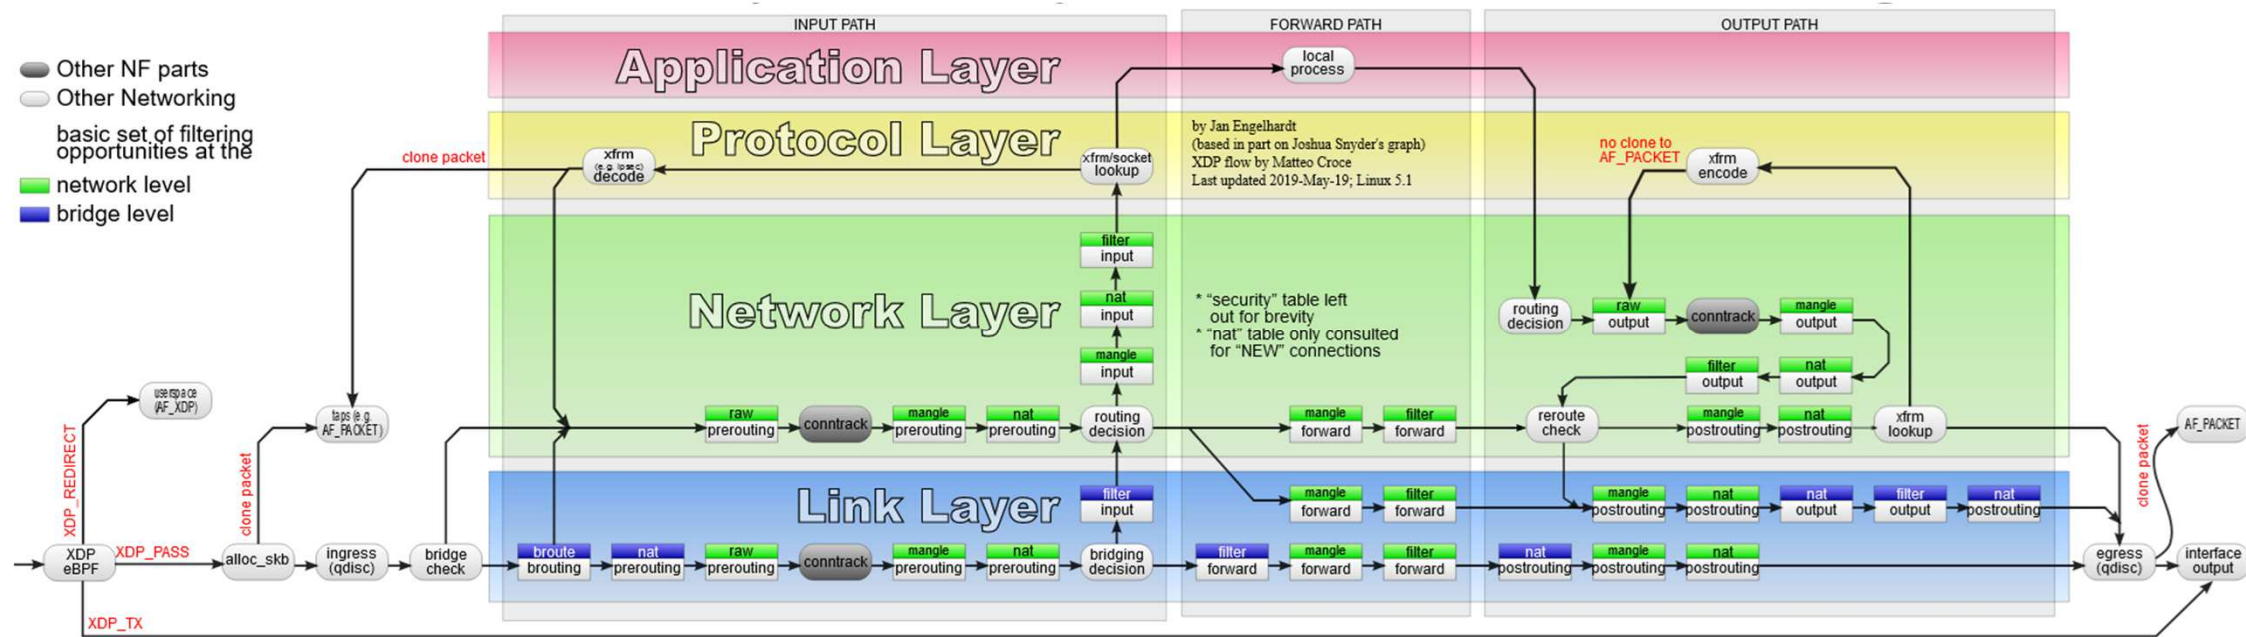 INPUT PATH
FORWARD PATH
OUTPUT PATH
Other NF parts
Other Networking
basic set of filtering
opportunities at the
network level
bridge level
Application Layer
local
process
Protocol Layer
clone packet
xfrm
(e.g. ipsec)
decode
xfrm/socket
lookup
by Jan Engelhardt
(based in part on Joshua Snyder's graph)
XDP flow by Matteo Croce
Last updated 2019-May-19; Linux 5.1
no clone to
AF_PACKET
xfrm
encode
Network Layer
filter
input
nat
input
mangle
input
* “security” table left
out for brevity
* “nat” table only consulted
for “NEW” connections
routing
decision
raw
output
conntrack
mangle
output
filter
output
nat
output
userspace
(AF_XDP)
taps (e.g.
AF_PACKET)
raw
prerouting
conntrack
mangle
prerouting
nat
prerouting
routing
decision
mangle
forward
filter
forward
reroute
check
mangle
postrouting
nat
postrouting
xfrm
lookup
AF_PACKET
XDP_REDIRECT
clone packet
clone packet
Link Layer
filter
input
mangle
forward
filter
forward
mangle
postrouting
nat
postrouting
nat
output
filter
output
nat
postrouting
XDP
eBPF
XDP_PASS
alloc_skb
ingress
(qdisc)
bridge
check
broute
brouting
nat
prerouting
raw
prerouting
conntrack
mangle
prerouting
nat
prerouting
bridging
decision
filter
forward
mangle
forward
filter
forward
nat
postrouting
mangle
postrouting
nat
postrouting
egress
(qdisc)
interface
output
XDP_TX